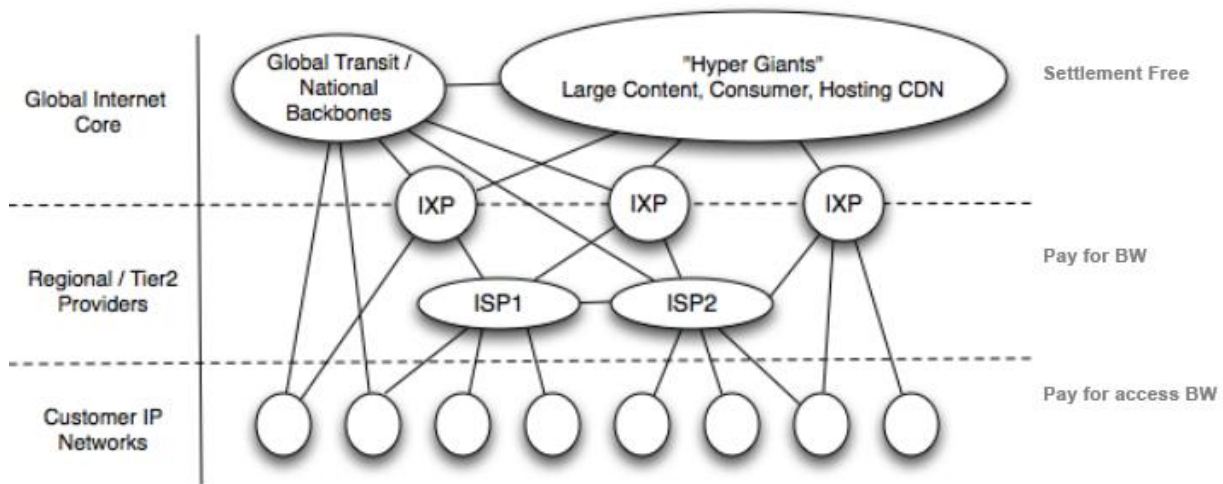 Global Transit /
National
Backbones
"Hyper Giants"
Large Content, Consumer, Hosting CDN
Settlement Free
Global Internet
Core
IXP
IXP
IXP
Pay for BW
Regional / Tier2
Providers
ISP1
ISP2
Pay for access BW
Customer IP
Networks